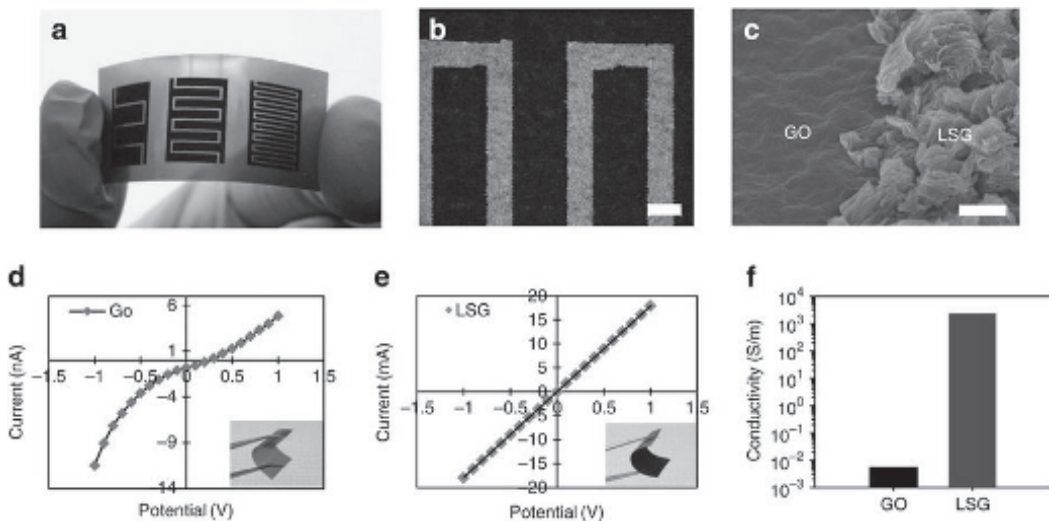 a
b
c
GO
LSG
d
Go
6
1
−4
−9
14
−1.5
−1
−0.5
0
0.5
1
15
Current (nA)
Potential (V)
e
LSG
20
15
10
5
0
−5
−10
−15
−20
−1.5
−1
−0.5
0
0.5
1
1.5
Current (mA)
Potential (V)
f
10⁴
10³
10²
10¹
10⁰
10⁻¹
10⁻²
10⁻³
Conductivity (S/m)
GO
LSG